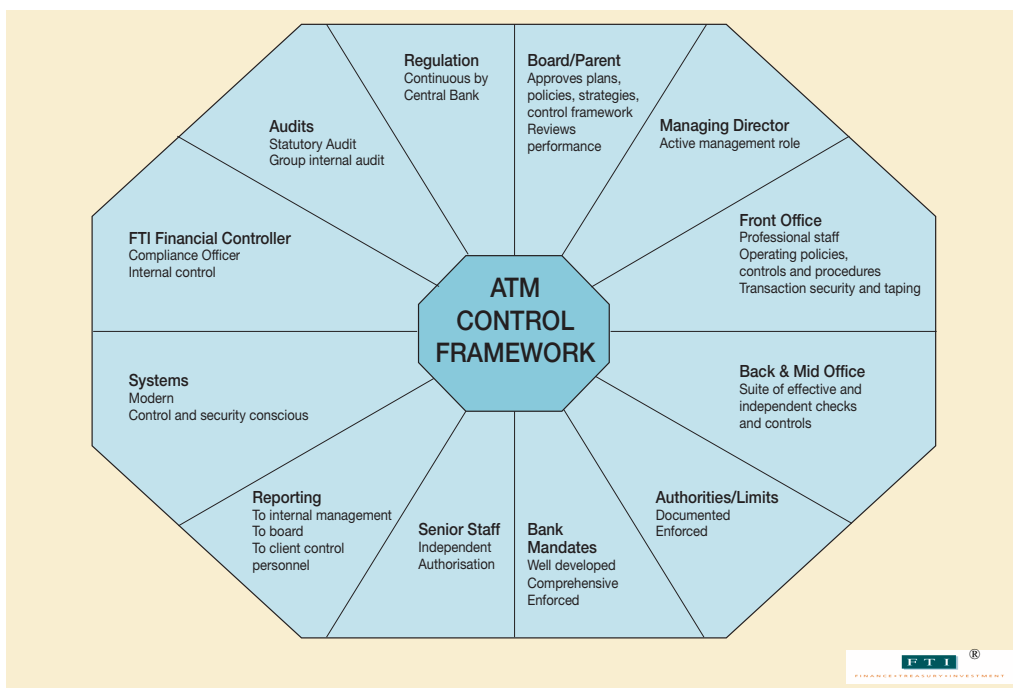 Regulation
Continuous by
Central Bank
Board/Parent
Approves plans,
policies, strategies,
control framework
Reviews
performance
Managing Director
Active management role
Front Office
Professional staff
Operating policies,
controls and procedures
Transaction security and taping
Back & Mid Office
Suite of effective and
independent checks
and controls
Authorities/Limits
Documented
Enforced
Bank
Mandates
Well developed
Comprehensive
Enforced
Senior Staff
Independent
Authorisation
Reporting
To internal management
To board
To client control
personnel
Systems
Modern
Control and security conscious
FTI Financial Controller
Compliance Officer
Internal control
Audits
Statutory Audit
Group internal audit
ATM
CONTROL
FRAMEWORK
FTI ®
FINANCE•TREASURY•INVESTMENT